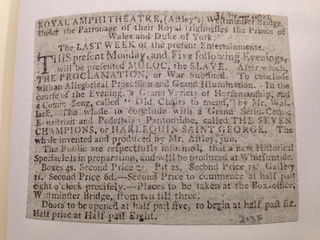 ROYAL AMPHITHEATRE, (Astley's) Westminster Bridge.
Under the Patronage of their Royal Highnesses the Prince of
Wales and Duke of York.
The LAST WEEK of the present Entertainments.
THIS present Monday, and Five following Evenings,
will be presented MULOC, the SLAVE. After which,
THE PROCLAMATION, or War Subdued. To conclude
with an Allegorical Procession and Grand Illumination. In the
course of the Evening, a Grant Variety of Horsemanship, and
a Comic Song, called "Old Chairs to mend," by Mr. Wal-
lack. The whole to conclude with a Grand Serio-Comic
Equestrian and Pedestrian Pantomime, called THE SEVEN
CHAMPIONS, or HARLEQUIN SAINT GEORGE. The
whole invented and produced by Mr. Astley, jun.
The Public are respectfully informed, that a new Historical
Spectacle is in preparation, and will be produced at Whitsuntide.
Boxes 4s. Second Price 2s. Pit 2s. Second Price 1s. Gallery
1s. Second Price 6d.—Second Price to commence at half past
eight o'clock precisely.—Places to be taken at the Box-office,
Westminster Bridge, from ten till three.
Doors to be opened at half past five, to begin at half past six.
Half price at Half past Eight.